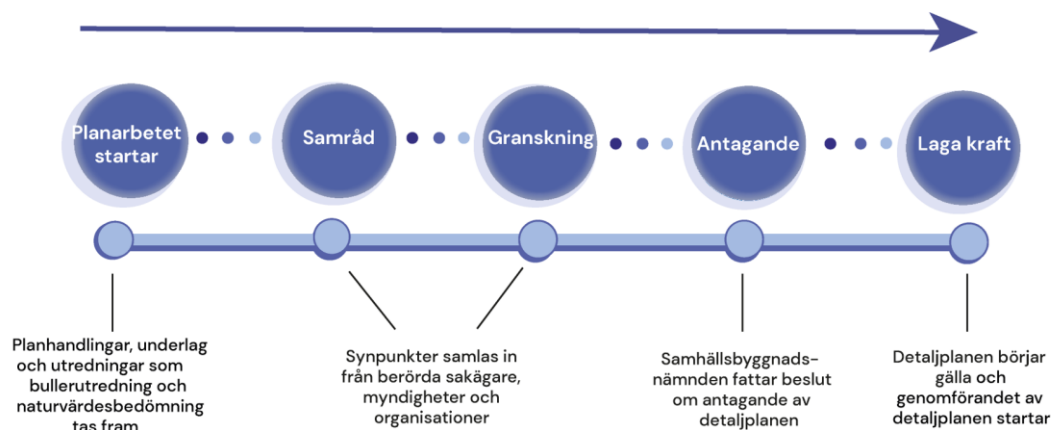 Planarbetet
startar
Samråd
Granskning
Antagande
Laga kraft
Planhandlingar, underlag
och utredningar som
bullerutredning och
naturvärdesbedömning
tas fram
Synpunkter samlas in
från berörda sakägare,
myndigheter och
organisationer
Samhällsbyggnads-
nämnden fattar beslut
om antagande av
detaljplanen
Detaljplanen börjar
gälla och
genomförandet av
detaljplanen startar